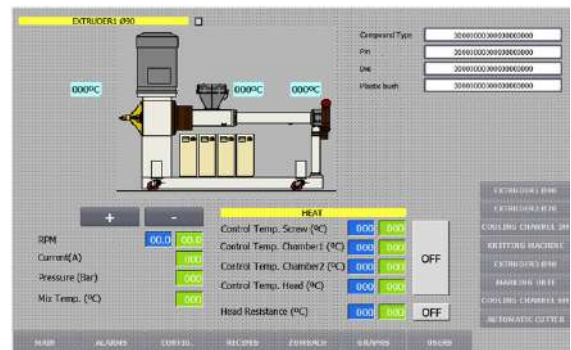 EXTRUDER1 Ø90
Compound Type
Pin
Die
Plastic bush
000ºC
000ºC
000ºC
+ -
RPM 00.0 00.0
Current(A) 000
Pressure (Bar) 000
Mix Temp. (ºC) 000
HEAT
Control Temp. Screw (ºC) 000 000
Control Temp. Chamber1 (ºC) 000 000
Control Temp. Chamber2 (ºC) 000 000
Control Temp. Head (ºC) 000 000
OFF
Head Resistance (ºC) 000 000 OFF
EXTRUDER1 Ø90
EXTRUDER2 Ø70
COOLING CHANNEL
KNITTING MACHINE
EXTRUDER3 Ø90
MARKING UNIT
COOLING CHANNEL
AUTOMATIC CUTTER
MAIN ALARMS CONFIG. RECIPES ZUMBACH GRAPHS USERS